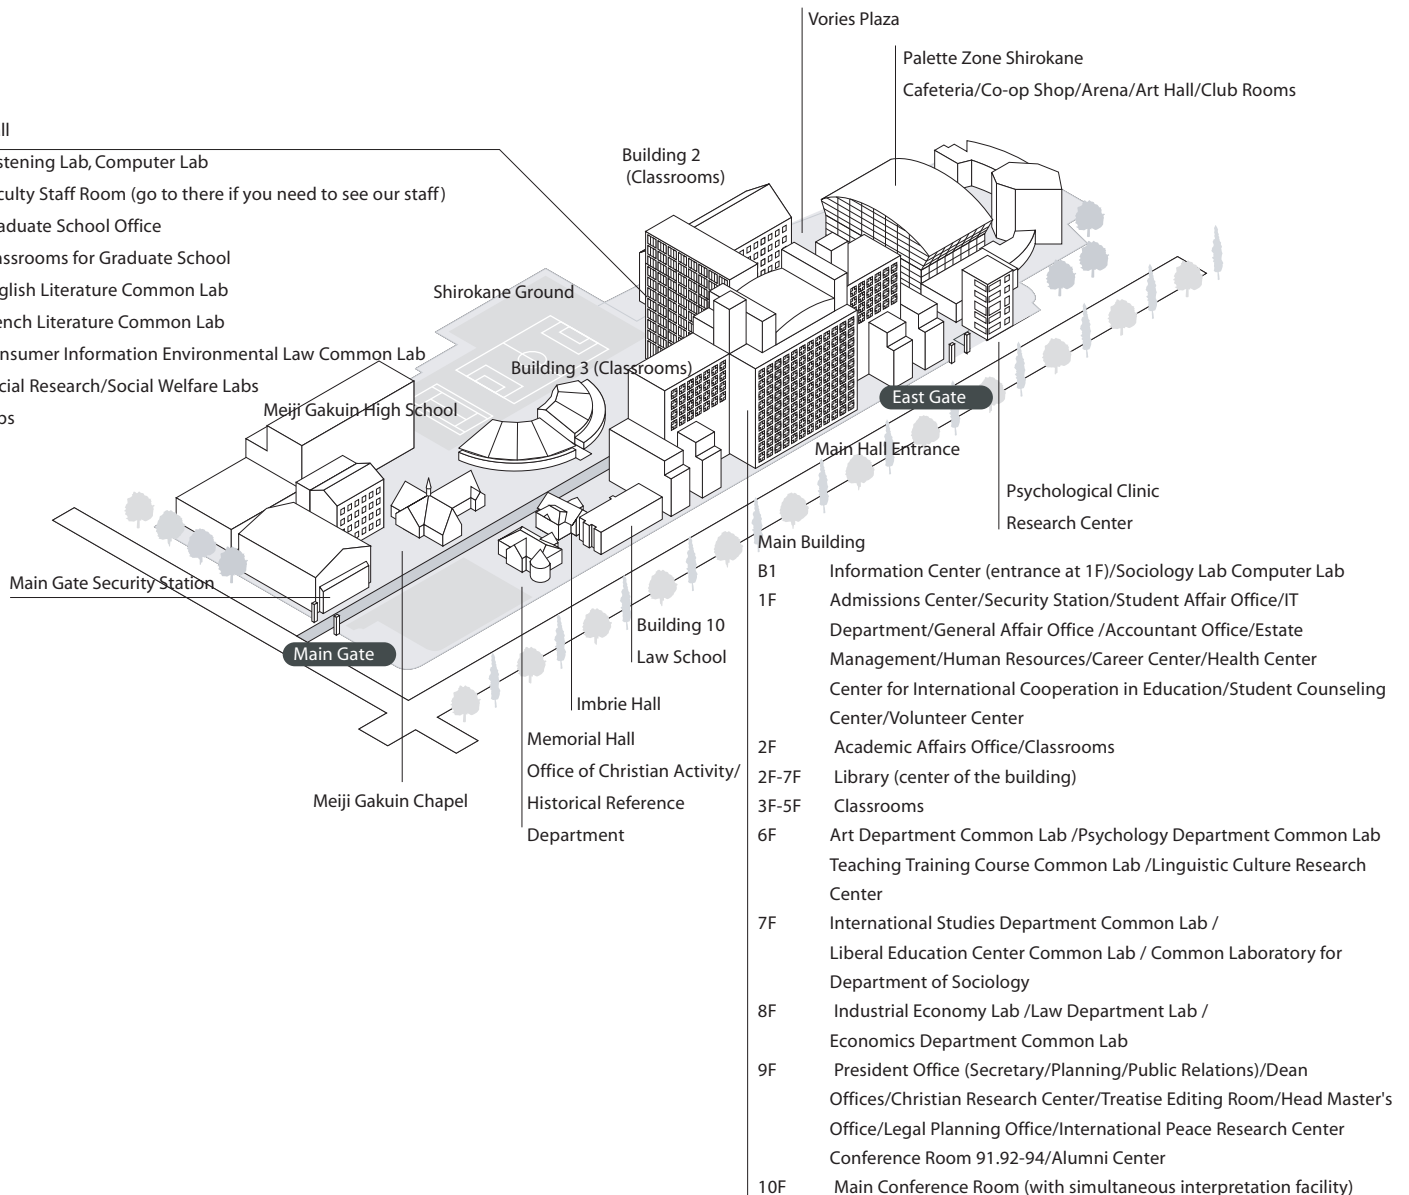 Vories Plaza
Palette Zone Shirokane
Cafeteria/Co-op Shop/Arena/Art Hall/Club Rooms
Building 2
(Classrooms)
Lab, Computer Lab
Staff Room (go to there if you need to see our staff)
School Office
for Graduate School
Literature Common Lab
Literature Common Lab
Information Environmental Law Common Lab
Research/Social Welfare Labs
Shirokane Ground
Building 3 (Classrooms)
Meiji Gakuin High School
East Gate
Main Hall Entrance
Psychological Clinic
Research Center
Main Gate Security Station
Main Gate
Building 10
Law School
Imbrie Hall
Memorial Hall
Office of Christian Activity/
Historical Reference
Department
Meiji Gakuin Chapel
Main Building
B1 Information Center (entrance at 1F)/Sociology Lab Computer Lab
1F Admissions Center/Security Station/Student Affair Office/IT
Department/General Affair Office /Accountant Office/Estate
Management/Human Resources/Career Center/Health Center
Center for International Cooperation in Education/Student Counseling
Center/Volunteer Center
2F Academic Affairs Office/Classrooms
2F-7F Library (center of the building)
3F-5F Classrooms
6F Art Department Common Lab /Psychology Department Common Lab
Teaching Training Course Common Lab /Linguistic Culture Research
Center
7F International Studies Department Common Lab /
Liberal Education Center Common Lab / Common Laboratory for
Department of Sociology
8F Industrial Economy Lab /Law Department Lab /
Economics Department Common Lab
9F President Office (Secretary/Planning/Public Relations)/Dean
Offices/Christian Research Center/Treatise Editing Room/Head Master's
Office/Legal Planning Office/International Peace Research Center
Conference Room 91.92-94/Alumni Center
10F Main Conference Room (with simultaneous interpretation facility)